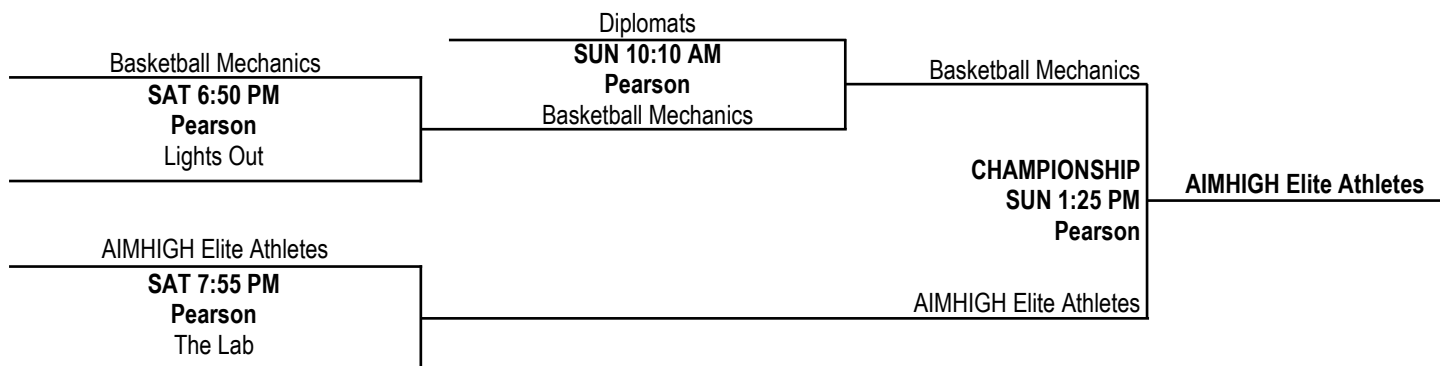 Diplomats
SUN 10:10 AM
Pearson
Basketball Mechanics
Basketball Mechanics
SAT 6:50 PM
Pearson
Lights Out
Basketball Mechanics
CHAMPIONSHIP
SUN 1:25 PM
Pearson
AIMHIGH Elite Athletes
AIMHIGH Elite Athletes
SAT 7:55 PM
Pearson
The Lab
AIMHIGH Elite Athletes